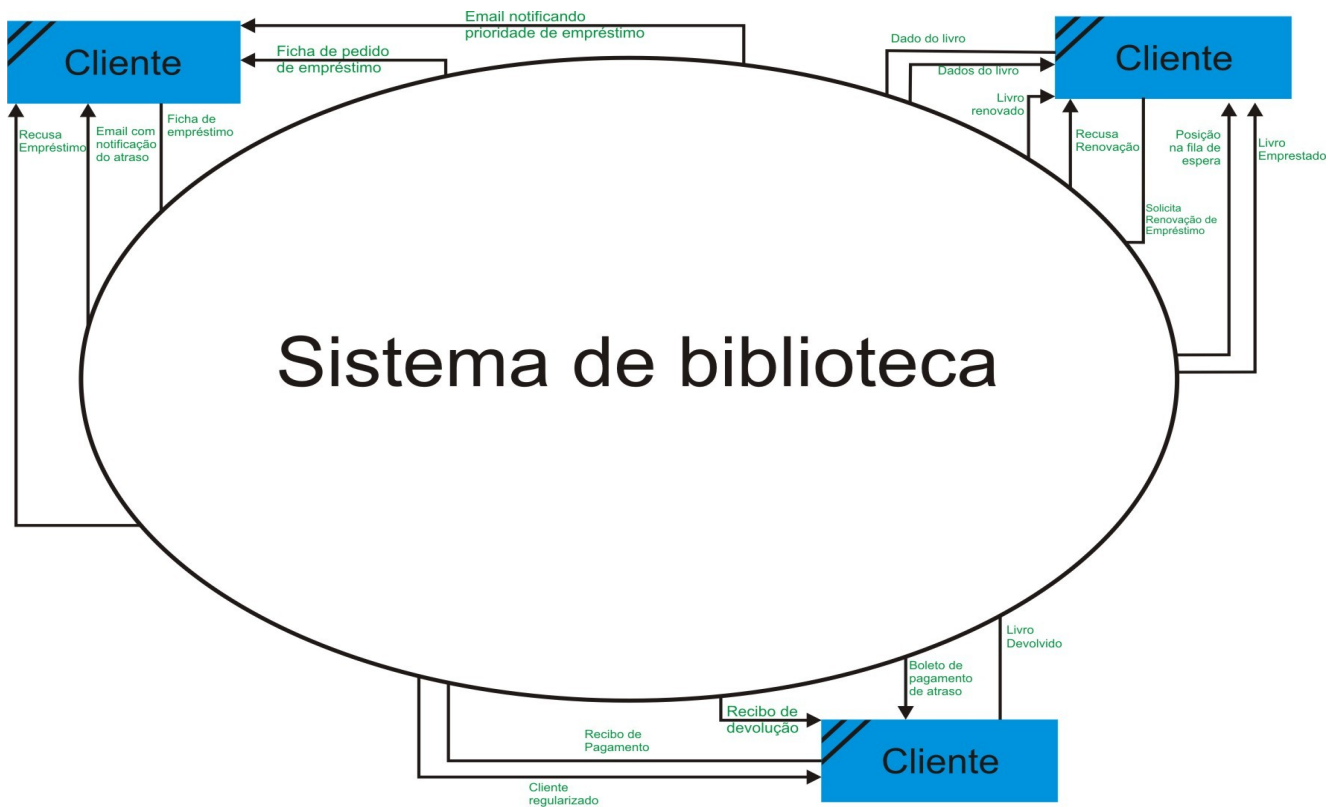 Email notificando
prioridade de empréstimo
Ficha de pedido
de empréstimo
Cliente
Recusa
Empréstimo
Email com
notificação
do atraso
Ficha de
empréstimo
Dado do livro
Dados do livro
Livro
renovado
Cliente
Recusa
Renovação
Posição
na fila de
espera
Livro
Emprestado
Solicita
Renovação de
Empréstimo
Sistema de biblioteca
Livro
Devolvido
Boleto de
pagamento
de atraso
Recibo de
devolução
Recibo de
Pagamento
Cliente
Cliente
regularizado